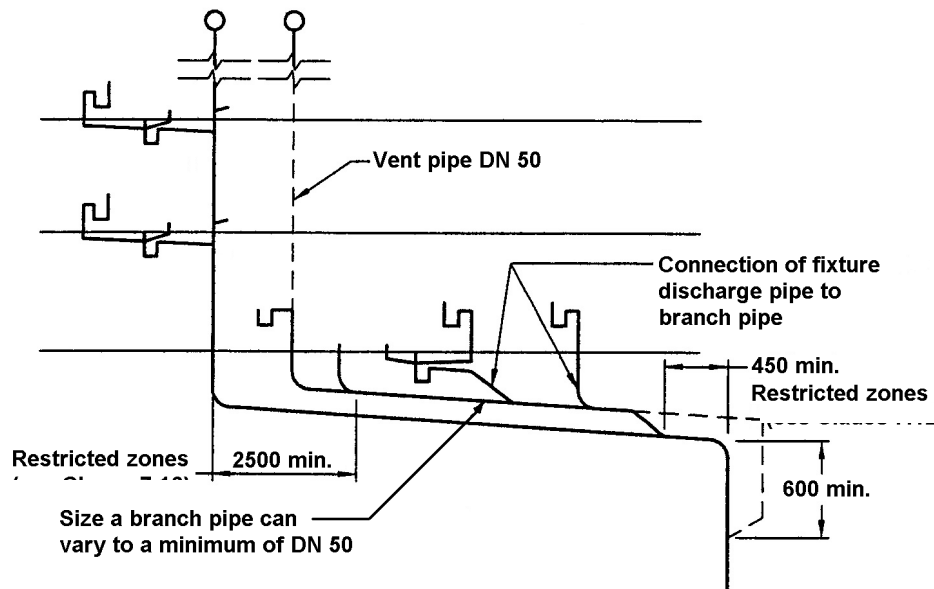 Vent pipe DN 50
Connection of fixture
discharge pipe to
branch pipe
450 min.
Restricted zones
Restricted zones
2500 min.
600 min.
Size a branch pipe can
vary to a minimum of DN 50